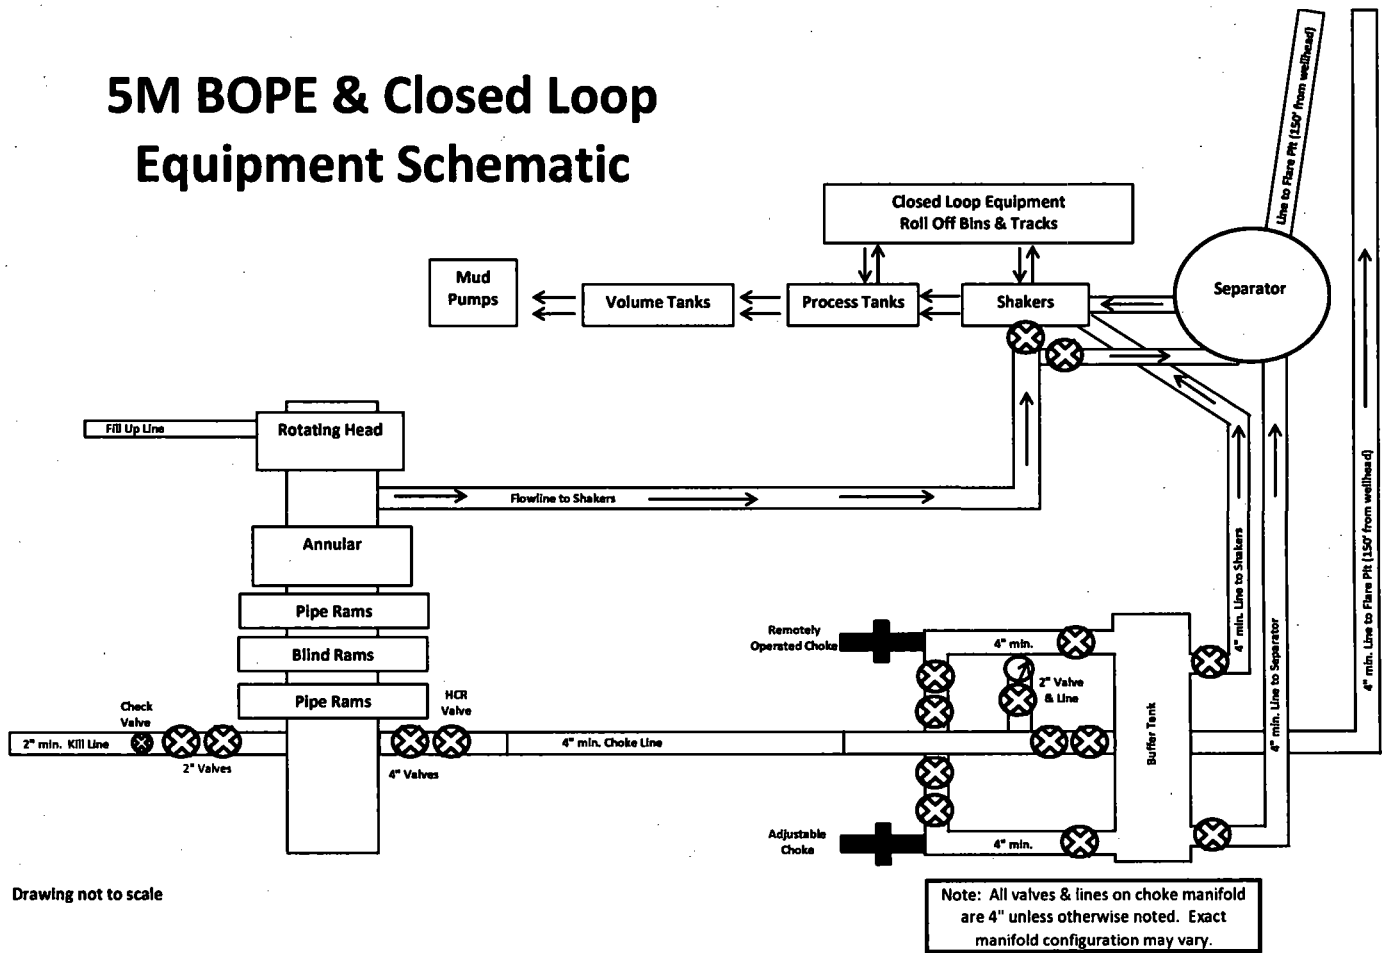 5M BOPE & Closed Loop
Equipment Schematic
Line to Flare Pit (150' from wellhead)
Closed Loop Equipment
Roll Off Bins & Tracks
Mud
Pumps
Volume Tanks
Process Tanks
Shakers
Separator
Fill Up Line
Rotating Head
Flowline to Shakers
Annular
Pipe Rams
Blind Rams
Pipe Rams
Check
Valve
HCR
Valve
2" min. Kill Line
2" Valves
4" Valves
4" min. Choke Line
Remotely
Operated Choke
4" min.
2" Valve
& Line
Buffer Tank
4" min. Line to Shakers
4" min. Line to Separator
4" min. Line to Flare Pit (150' from wellhead)
Adjustable
Choke
4" min.
Drawing not to scale
Note: All valves & lines on choke manifold
are 4" unless otherwise noted. Exact
manifold configuration may vary.